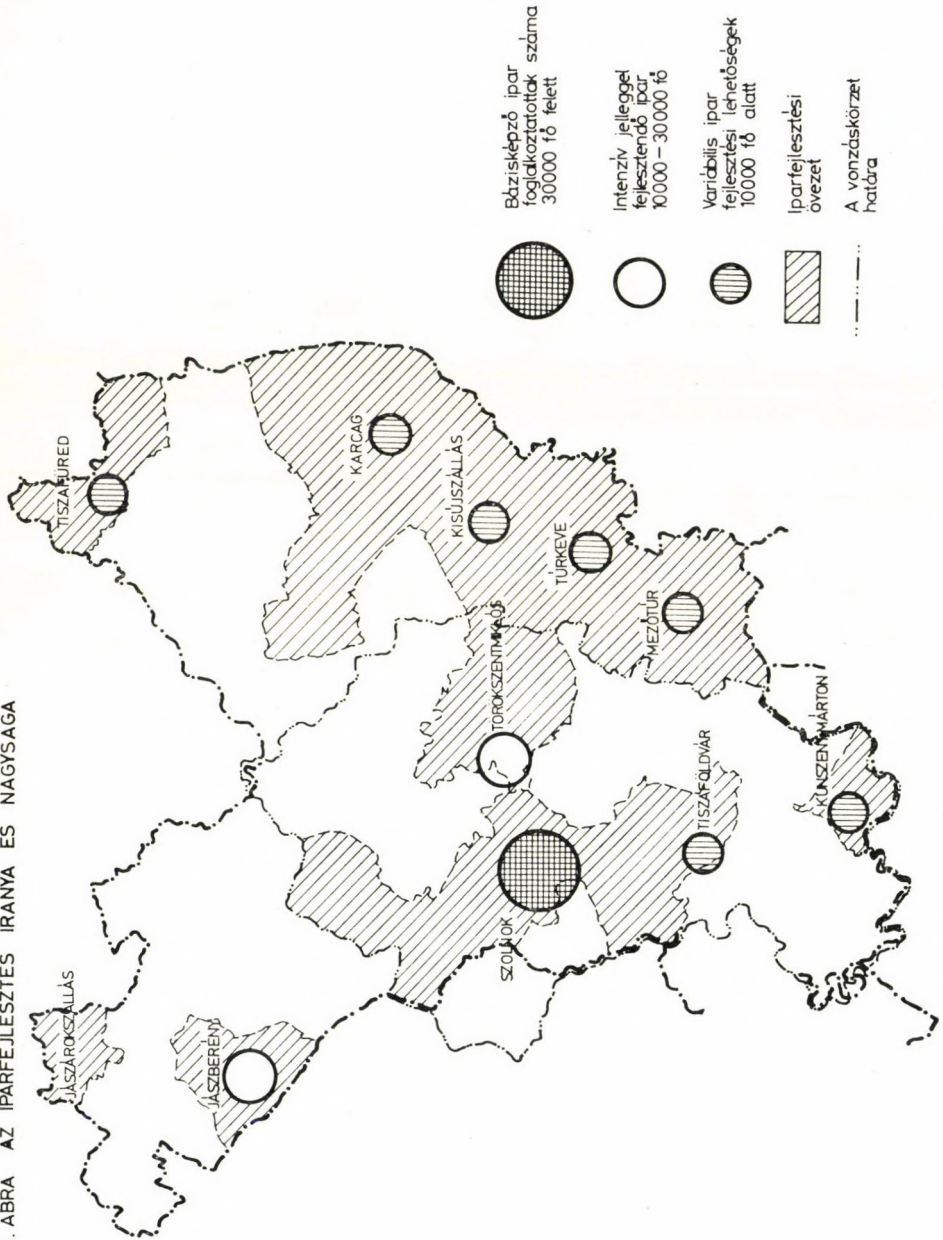 . ÁBRA AZ IPARFEJLESZTÉS IRÁNYA ÉS NAGYSÁGA
JÁSZÁROKSZÁLLÁS
JÁSZBERÉNY
SZOLNOK
TISZAFÖLDVÁR
KUNSZENTMÁRTON
TÖRÖKSZENTMIKLÓS
MEZŐTÚR
TÚRKEVE
KISÚJSZÁLLÁS
KARCAG
TISZAFÜRED
Bázisképző ipar
foglalkoztatottak száma
30000 fő felett
Intenzív jelleggel
fejlesztendő ipar
10000 – 30000 fő
Variábilis ipar
fejlesztési lehetőségek
10000 fő alatt
Iparfejlesztési
övezet
A vonzáskörzet
határa